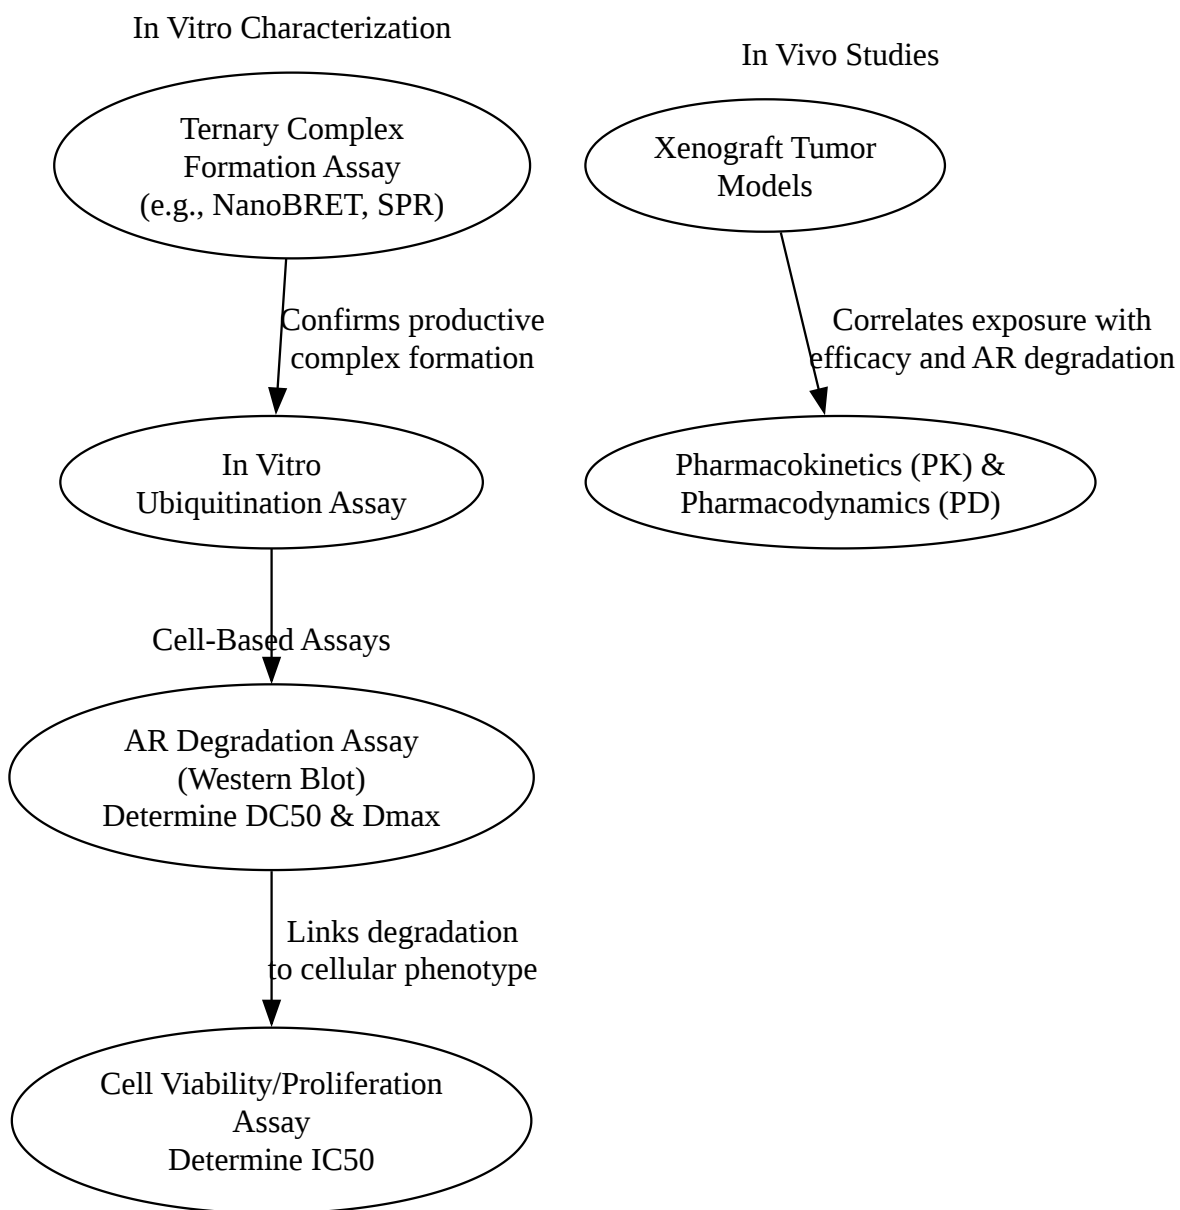 In Vitro Characterization
Ternary Complex
Formation Assay
(e.g., NanoBRET, SPR)
Confirms productive
complex formation
In Vitro
Ubiquitination Assay
Cell-Based Assays
AR Degradation Assay
(Western Blot)
Determine DC50 & Dmax
Links degradation
to cellular phenotype
Cell Viability/Proliferation
Assay
Determine IC50
In Vivo Studies
Xenograft Tumor
Models
Correlates exposure with
efficacy and AR degradation
Pharmacokinetics (PK) &
Pharmacodynamics (PD)